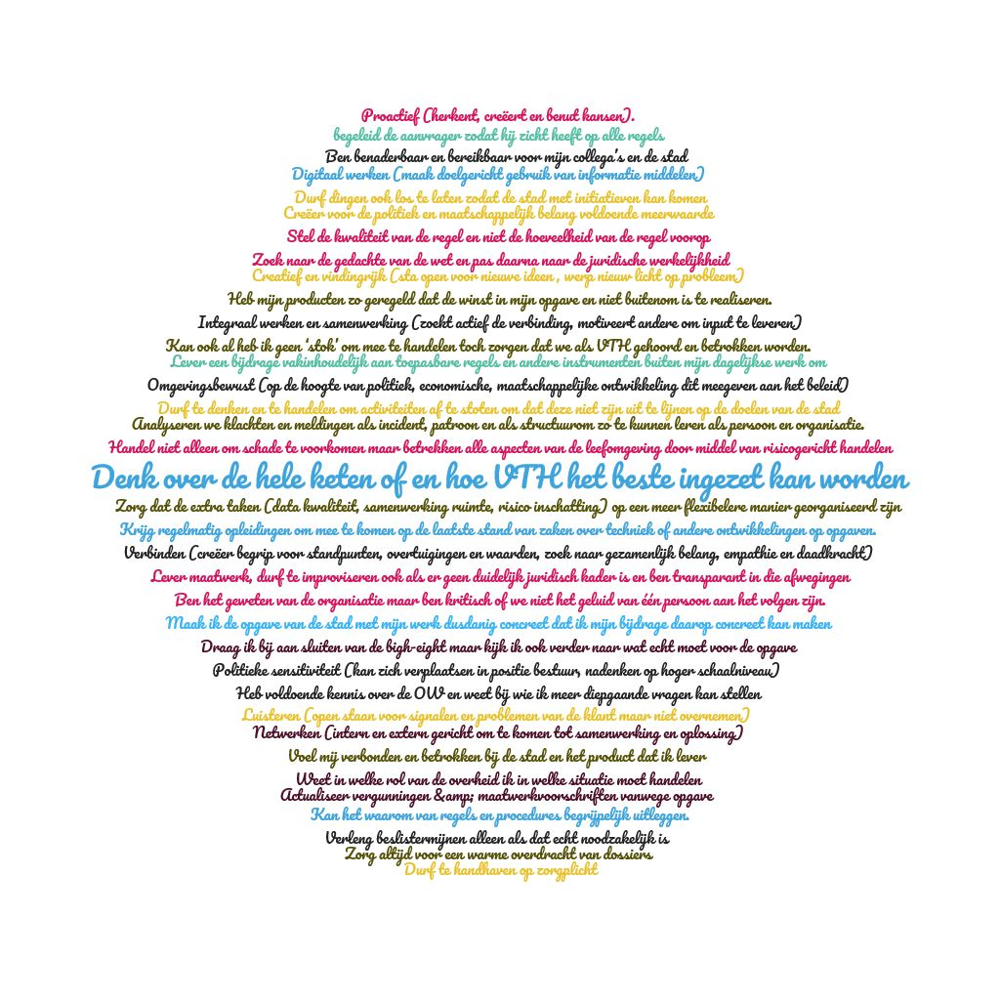 Proactief (herkent, creëert en benut kansen).
begeleid de aanvrager zodat hij zicht heeft op alle regels
Ben benaderbaar en bereikbaar voor mijn collega's en de stad
Digitaal werken (maak doelgericht gebruik van informatie middelen)
Durf dingen ook los te laten zodat de stad met initiatieven kan komen
Creëer voor de politiek en maatschappelijk belang voldoende meerwaarde
Stel de kwaliteit van de regel en niet de hoeveelheid van de regel voorop
Zoek naar de gedachte van de wet en pas daarna naar de juridische werkelijkheid
Creatief en vindingrijk (sta open voor nieuwe ideen , werp nieuw licht op probleem)
Heb mijn producten zo geregeld dat de winst in mijn opgave en niet buitenom is te realiseren.
Integraal werken en samenwerking (zoekt actief de verbinding, motiveert andere om input te leveren)
Kan ook al heb ik geen 'stok' om mee te handelen toch zorgen dat we als VTH gehoord en betrokken worden.
Lever een bijdrage vakinhoudelijk aan toepasbare regels en andere instrumenten buiten mijn dagelijkse werk om
Omgevingsbewust (op de hoogte van politiek, economische, maatschappelijke ontwikkeling dit meegeven aan het beleid)
Durf te denken en te handelen om activiteiten af te stoten om dat deze niet zijn uit te lijnen op de doelen van de stad
Analyseren we klachten en meldingen als incident, patroon en als structuurom zo te kunnen leren als persoon en organisatie.
Handel niet alleen om schade te voorkomen maar betrekken alle aspecten van de leefomgeving door middel van risicogericht handelen
Denk over de hele keten of en hoe VTH het beste ingezet kan worden
Zorg dat de extra taken (data kwaliteit, samenwerking ruimte, risico inschatting) op een meer flexibelere manier georganiseerd zijn
Krijg regelmatig opleidingen om mee te komen op de laatste stand van zaken over techniek of andere ontwikkelingen op opgaven.
Verbinden (creëer begrip voor standpunten, overtuigingen en waarden, zoek naar gezamenlijk belang, empathie en daadkracht)
Lever maatwerk, durf te improviseren ook als er geen duidelijk juridisch kader is en ben transparant in die afwegingen
Ben het geweten van de organisatie maar ben kritisch of we niet het geluid van één persoon aan het volgen zijn.
Maak ik de opgave van de stad met mijn werk dusdanig concreet dat ik mijn bijdrage daarop concreet kan maken
Draag ik bij aan sluiten van de bigh-eight maar kijk ik ook verder naar wat echt moet voor de opgave
Politieke sensitiviteit (kan zich verplaatsen in positie bestuur, nadenken op hoger schaalniveau)
Heb voldoende kennis over de OW en weet bij wie ik meer diepgaande vragen kan stellen
Luisteren (open staan voor signalen en problemen van de klant maar niet overnemen)
Netwerken (intern en extern gericht om te komen tot samenwerking en oplossing)
Voel mij verbonden en betrokken bij de stad en het product dat ik lever
Weet in welke rol van de overheid ik in welke situatie moet handelen
Actualiseer vergunningen &amp; maatwerkvoorschriften vanwege opgave
Kan het waarom van regels en procedures begrijpelijk uitleggen.
Verleng beslistermijnen alleen als dat echt noodzakelijk is
Zorg altijd voor een warme overdracht van dossiers
Durf te handhaven op zorgplicht